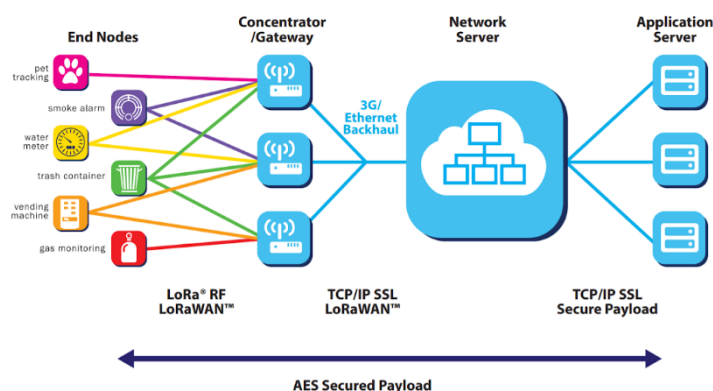 End Nodes
Concentrator
/Gateway
Network
Server
Application
Server
pet
tracking
smoke alarm
water
meter
trash container
vending
machine
gas monitoring
3G/
Ethernet
Backhaul
LoRa® RF
LoRaWAN™
TCP/IP SSL
LoRaWAN™
TCP/IP SSL
Secure Payload
AES Secured Payload